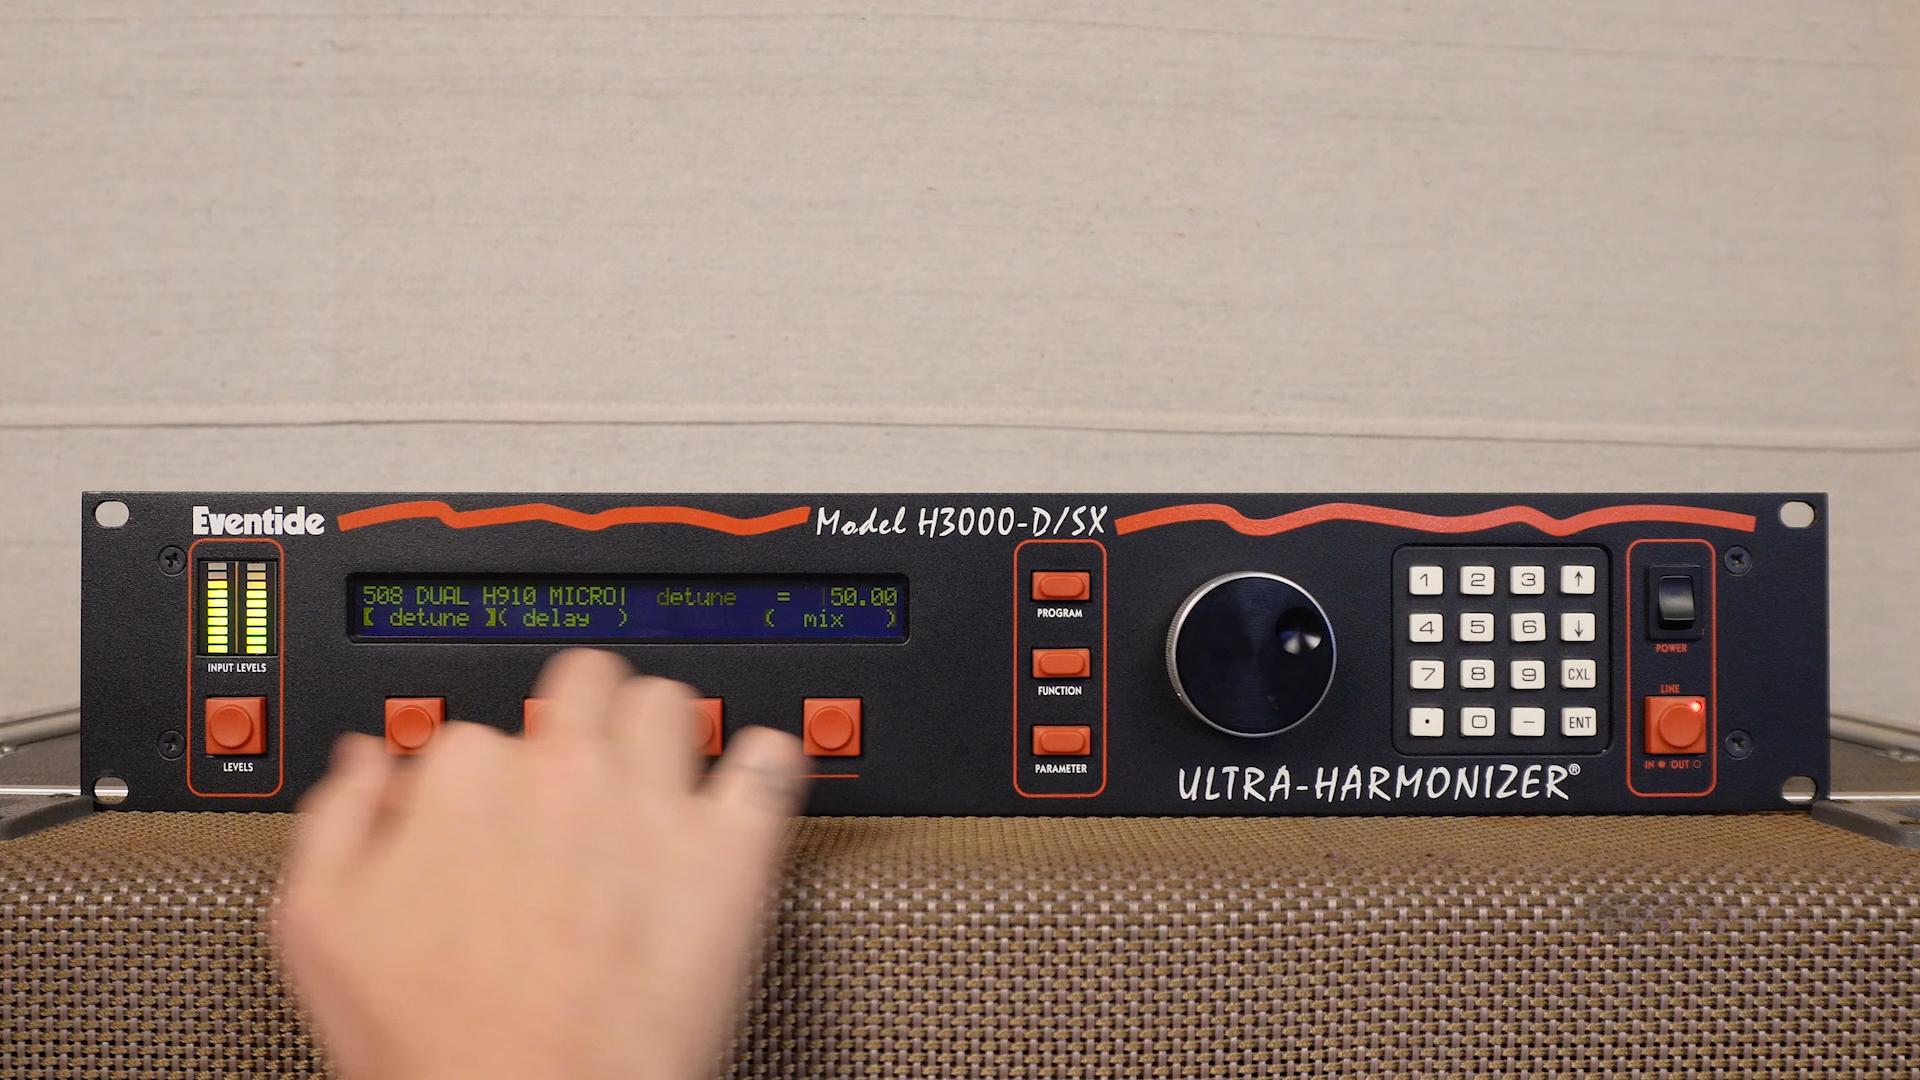 Eventide
Model H3000-D/SX
508 DUAL H910 MICRO| detune = 50.00
[ detune ]( delay ) ( mix )
INPUT LEVELS
LEVELS
PROGRAM
FUNCTION
PARAMETER
1 2 3 ↑
4 5 6 ↓
7 8 9 CXL
• 0 – ENT
POWER
LINE
IN OUT
ULTRA-HARMONIZER®